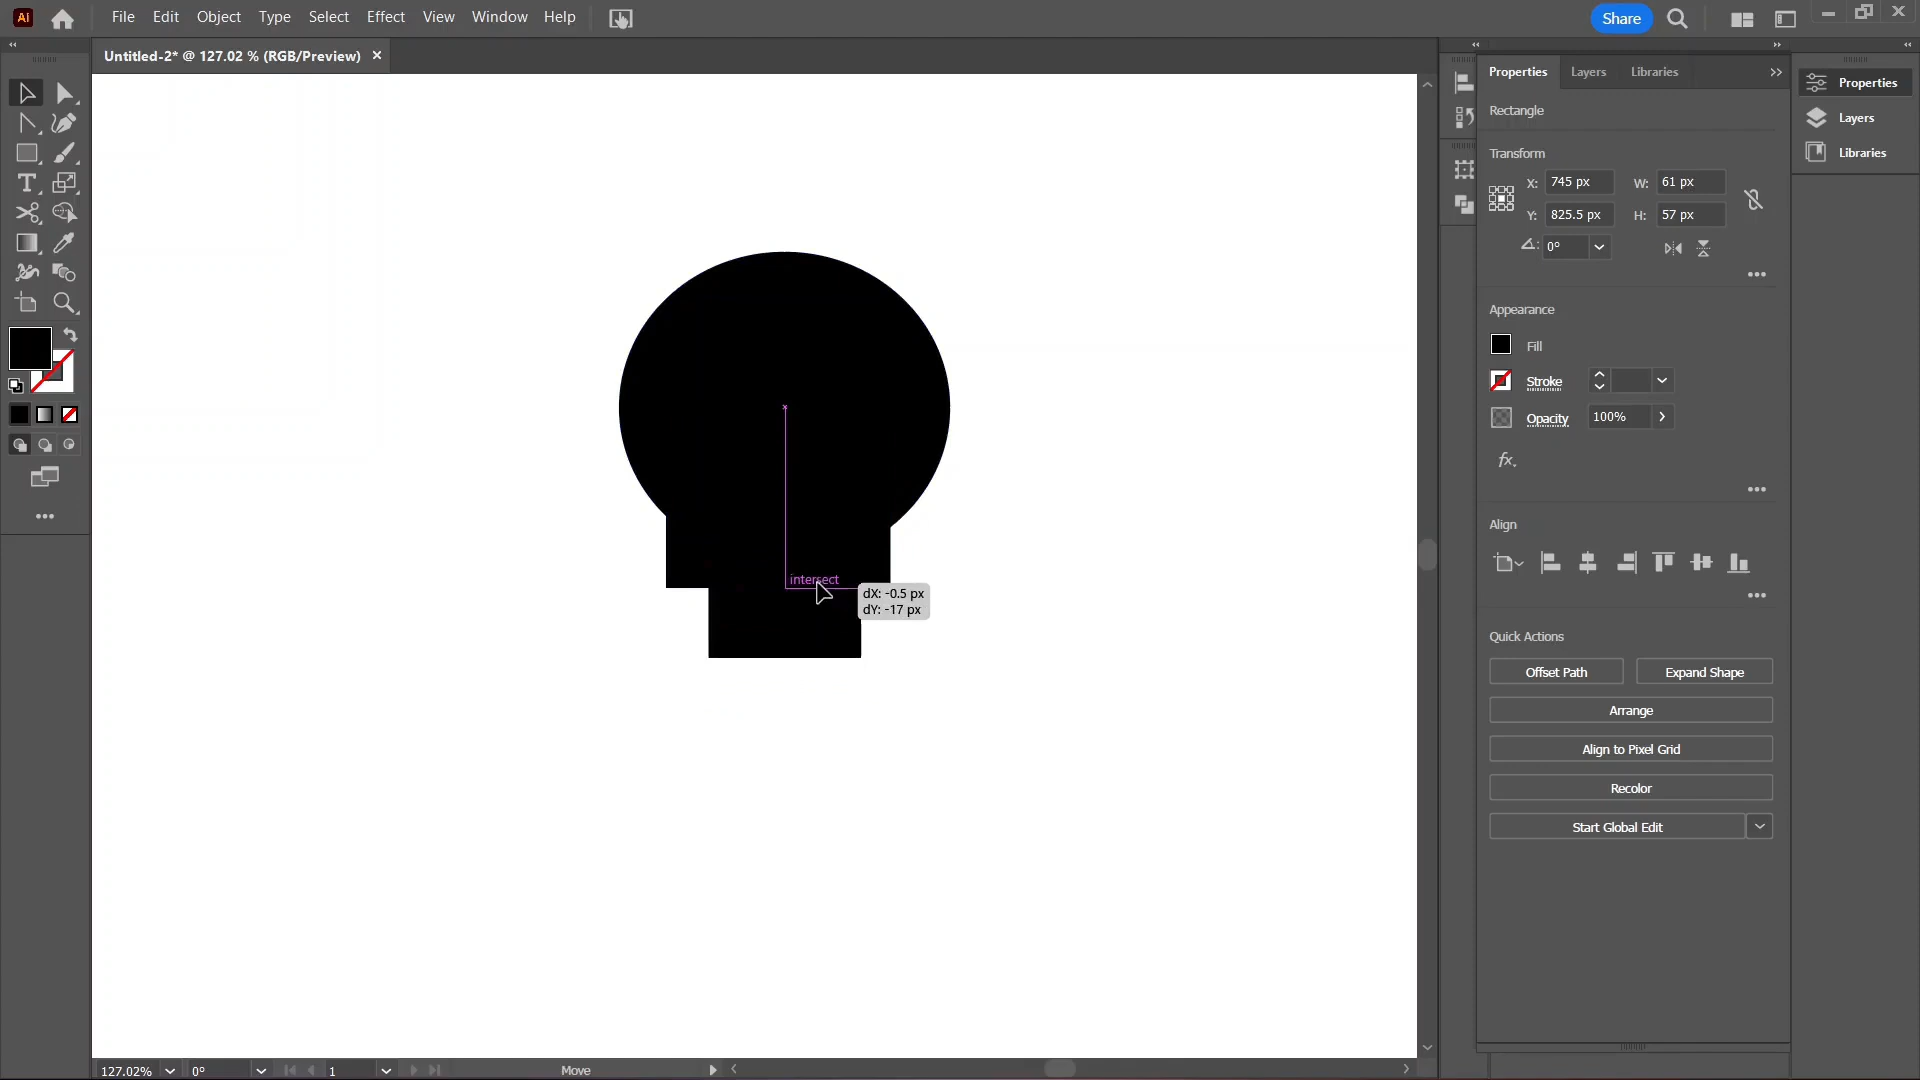 Ai File Edit Object Type Select Effect View Window Help Share
Untitled-2* @ 127.02 % (RGB/Preview) ×
Properties Layers Libraries
Rectangle
Transform
X: 745 px W: 61 px
Y: 825.5 px H: 57 px
0°
Appearance
Fill
Stroke
Opacity 100%
fx.
Align
Quick Actions
Offset Path Expand Shape
Arrange
Align to Pixel Grid
Recolor
Start Global Edit
Properties
Layers
Libraries
intersect
dX: -0.5 px
dY: -17 px
127.02% 0° 1 Move